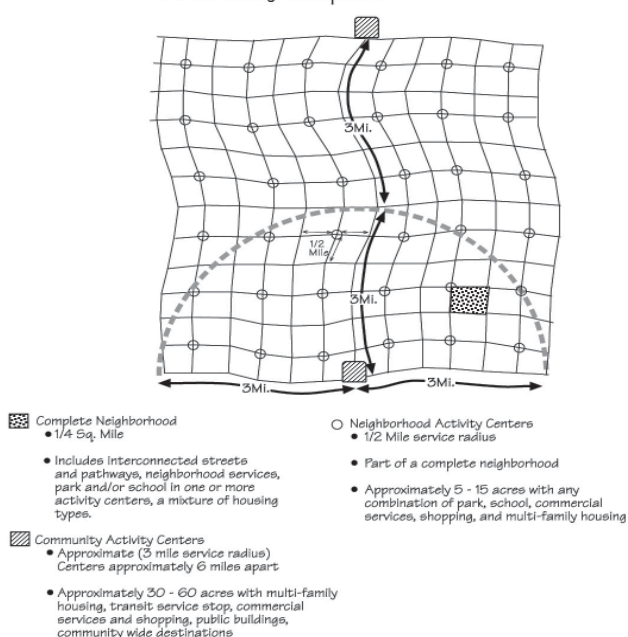 3Mi.
1/2
Mile
3Mi.
3Mi.
3Mi.
Complete Neighborhood
• 1/4 Sq. Mile
• Includes interconnected streets
and pathways, neighborhood services,
park and/or school in one or more
activity centers, a mixture of housing
types.
Community Activity Centers
• Approximate (3 mile service radius)
Centers approximately 6 miles apart
• Approximately 30 - 60 acres with multi-family
housing, transit service stop, commercial
services and shopping, public buildings,
community wide destinations
Neighborhood Activity Centers
• 1/2 Mile service radius
• Part of a complete neighborhood
• Approximately 5 - 15 acres with any
combination of park, school, commercial
services, shopping, and multi-family housing